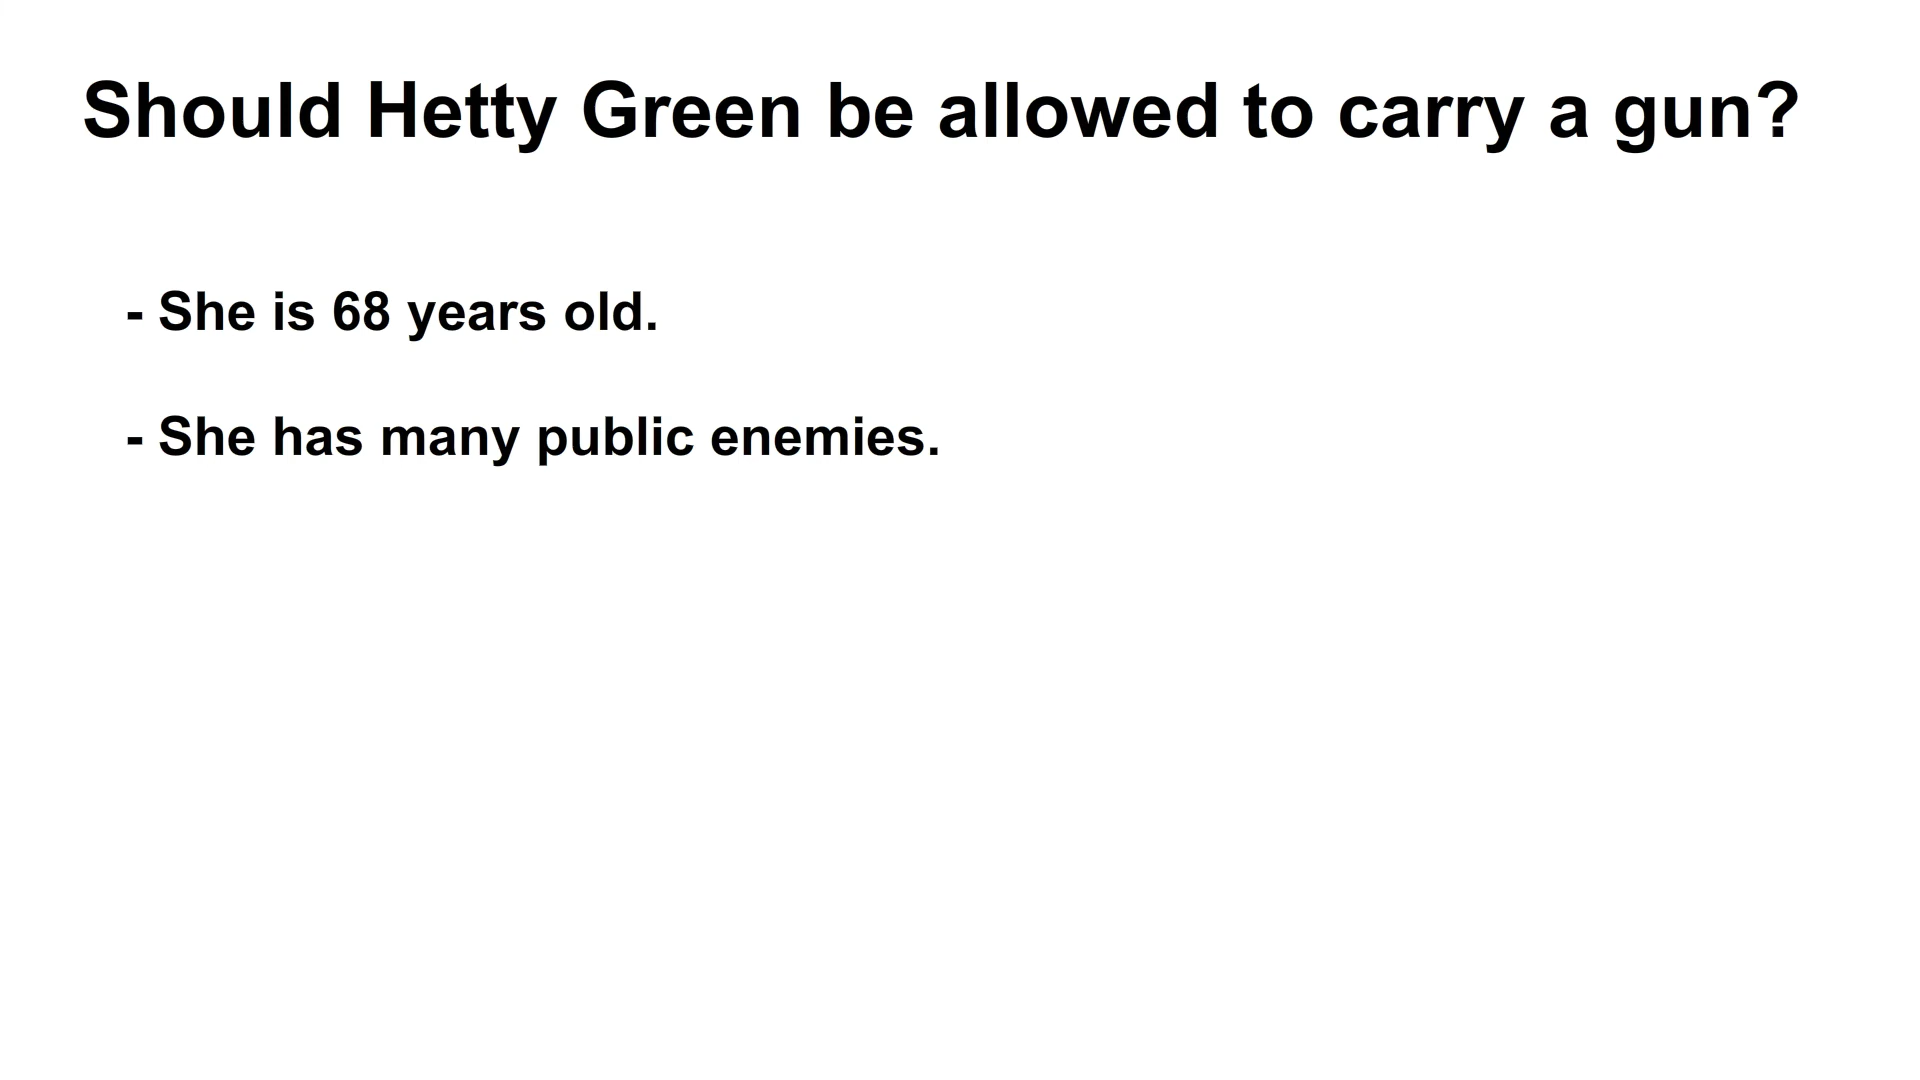 Should Hetty Green be allowed to carry a gun?
- She is 68 years old.
- She has many public enemies.